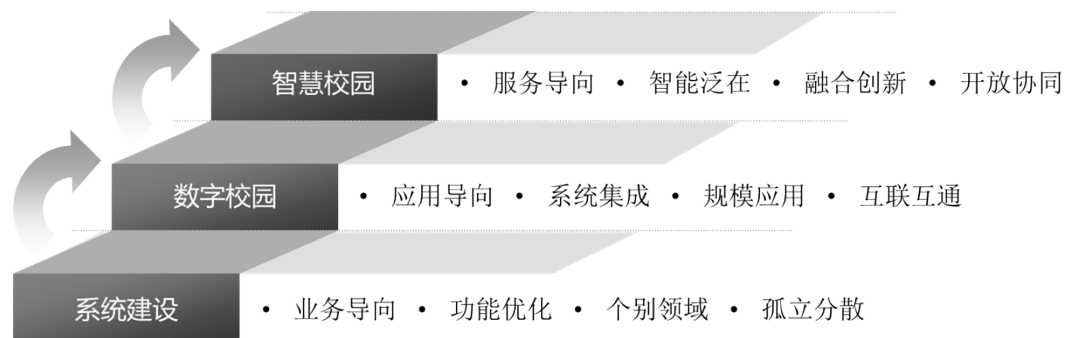 智慧校园 • 服务导向 • 智能泛在 • 融合创新 • 开放协同
数字校园 • 应用导向 • 系统集成 • 规模应用 • 互联互通
系统建设 • 业务导向 • 功能优化 • 个别领域 • 孤立分散